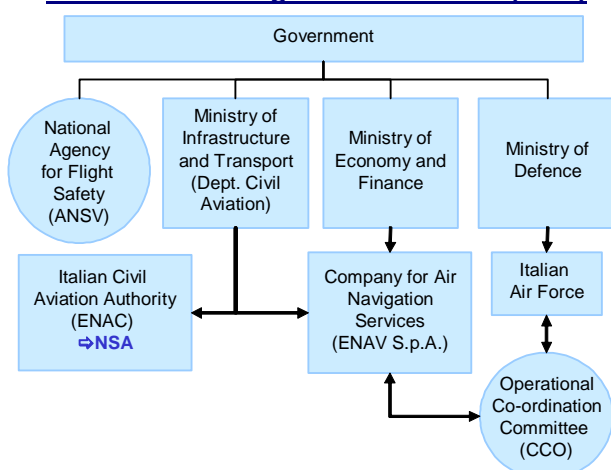 Government
National
Agency
for Flight
Safety
(ANSV)
Ministry of
Infrastructure
and Transport
(Dept. Civil
Aviation)
Ministry of
Economy and
Finance
Ministry of
Defence
Italian Civil
Aviation Authority
(ENAC)
⇨NSA
Company for Air
Navigation
Services
(ENAV S.p.A.)
Italian
Air Force
Operational
Co-ordination
Committee
(CCO)